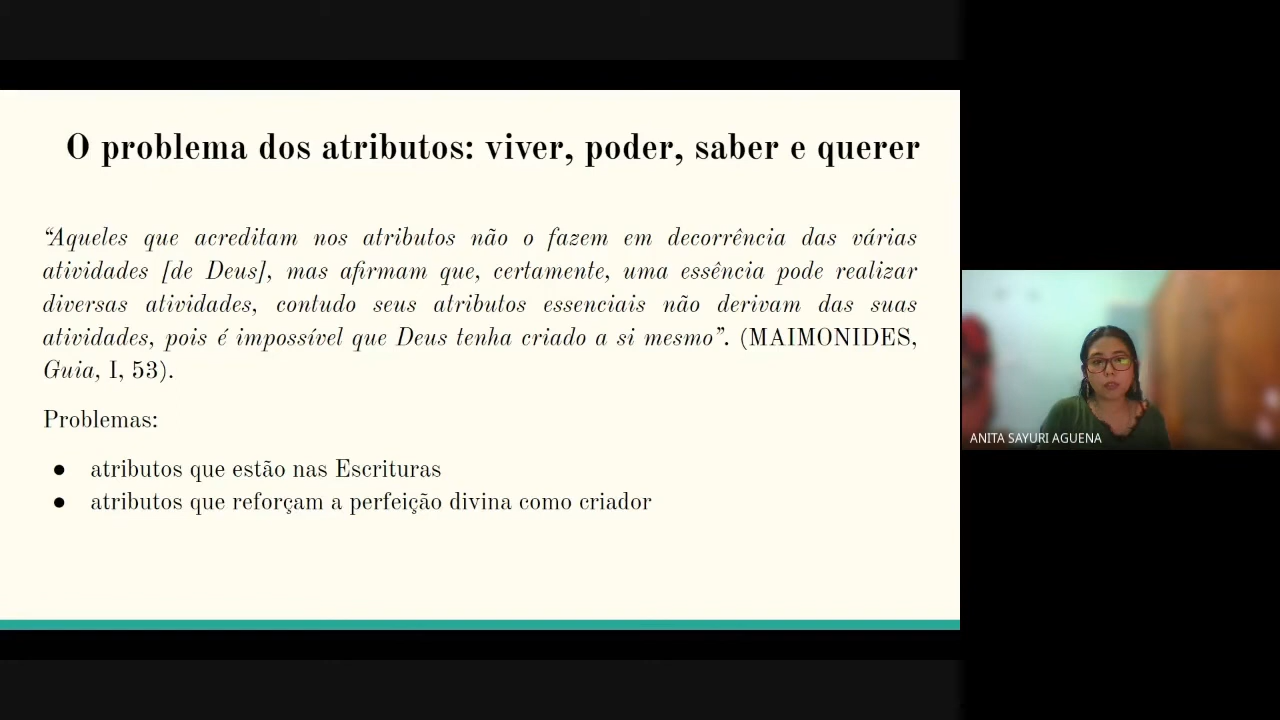 O problema dos atributos: viver, poder, saber e querer
“Aqueles que acreditam nos atributos não o fazem em decorrência das várias
atividades [de Deus], mas afirmam que, certamente, uma essência pode realizar
diversas atividades, contudo seus atributos essenciais não derivam das suas
atividades, pois é impossível que Deus tenha criado a si mesmo”. (MAIMONIDES,
Guia, I, 53).
Problemas:
● atributos que estão nas Escrituras
● atributos que reforçam a perfeição divina como criador
ANITA SAYURI AGUENA